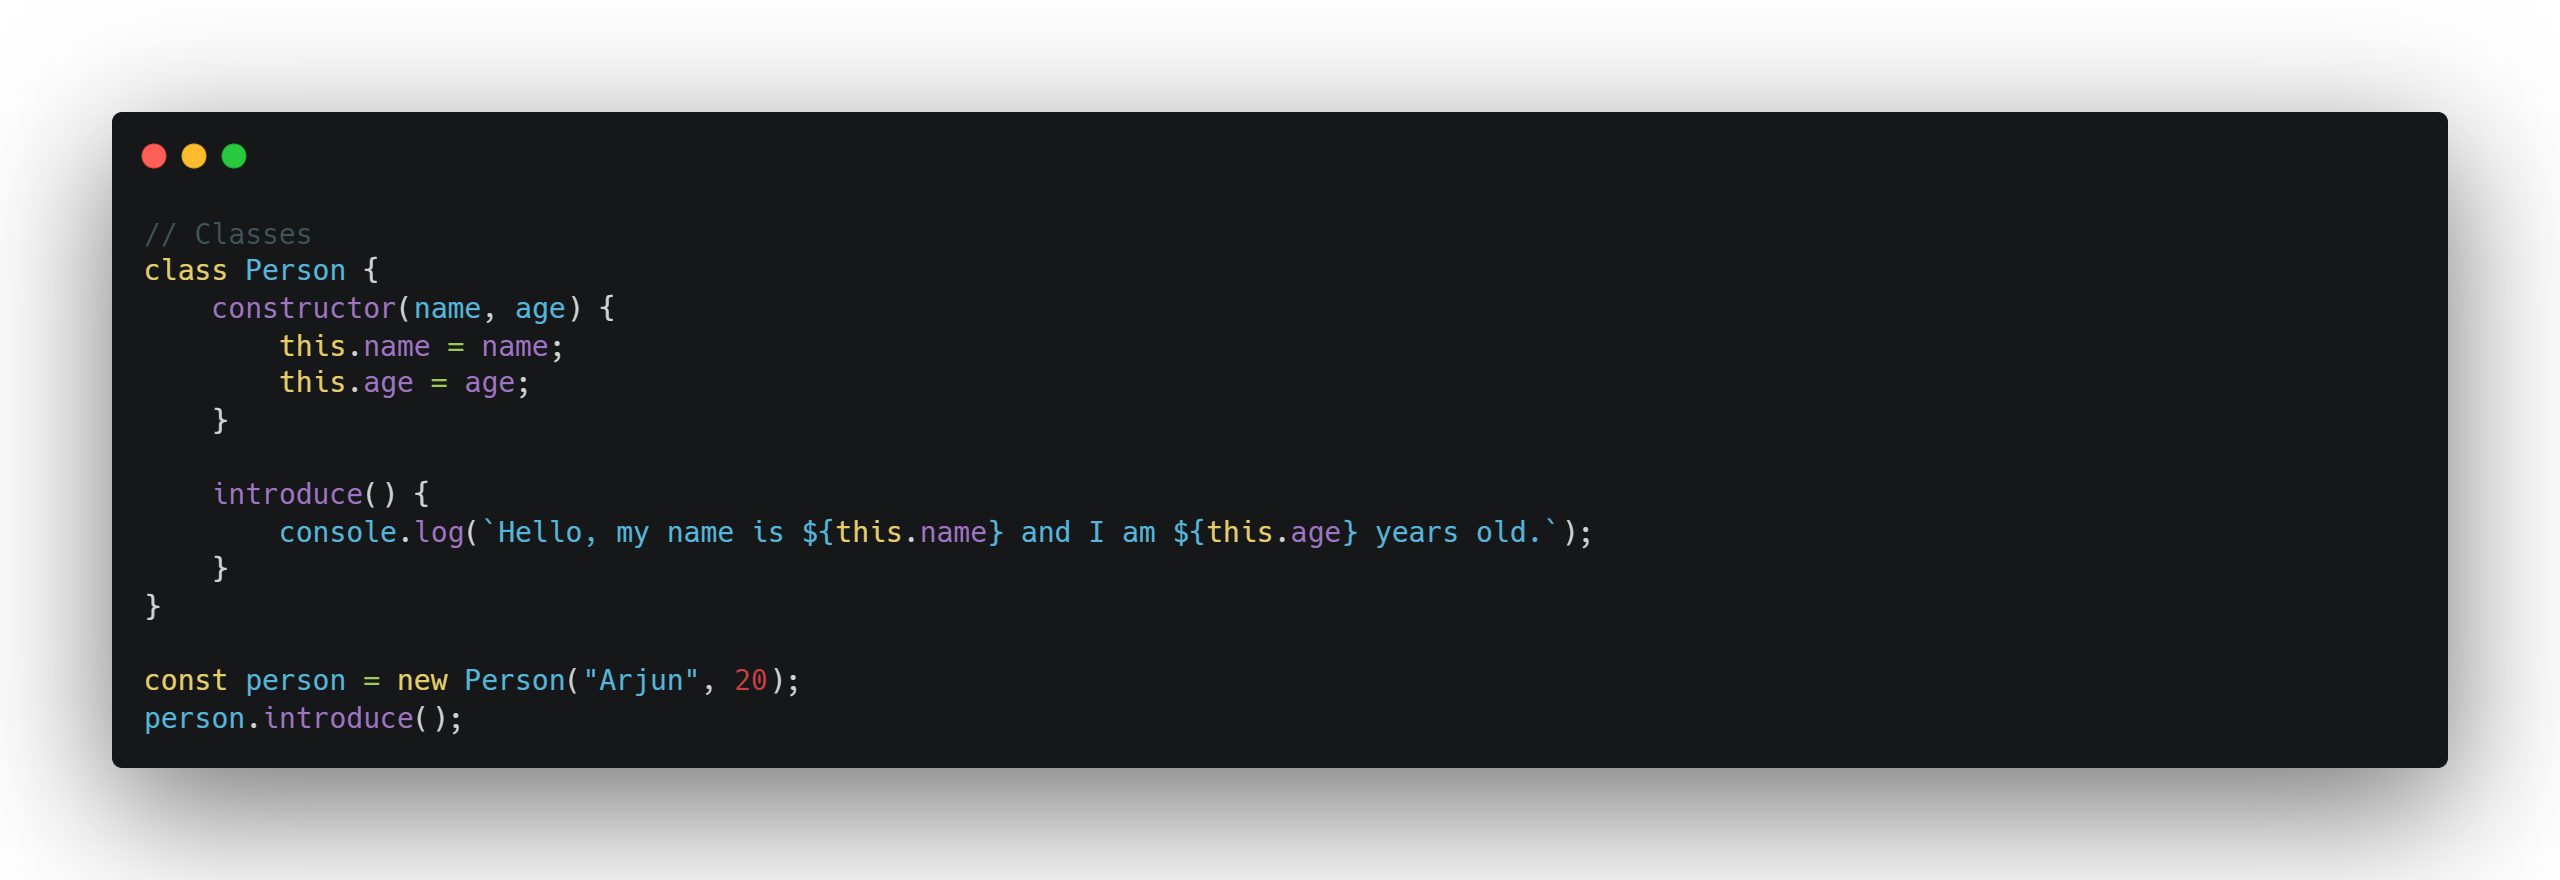 // Classes
class Person {
    constructor(name, age) {
        this.name = name;
        this.age = age;
    }

    introduce() {
        console.log(`Hello, my name is ${this.name} and I am ${this.age} years old.`);
    }
}

const person = new Person("Arjun", 20);
person.introduce();